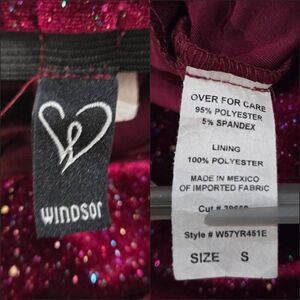 WINDSOR
OVER FOR CARE
95% POLYESTER
5% SPANDEX
LINING
100% POLYESTER
MADE IN MEXICO
OF IMPORTED FABRIC
Cut #
Style # W57YR451E
SIZE S